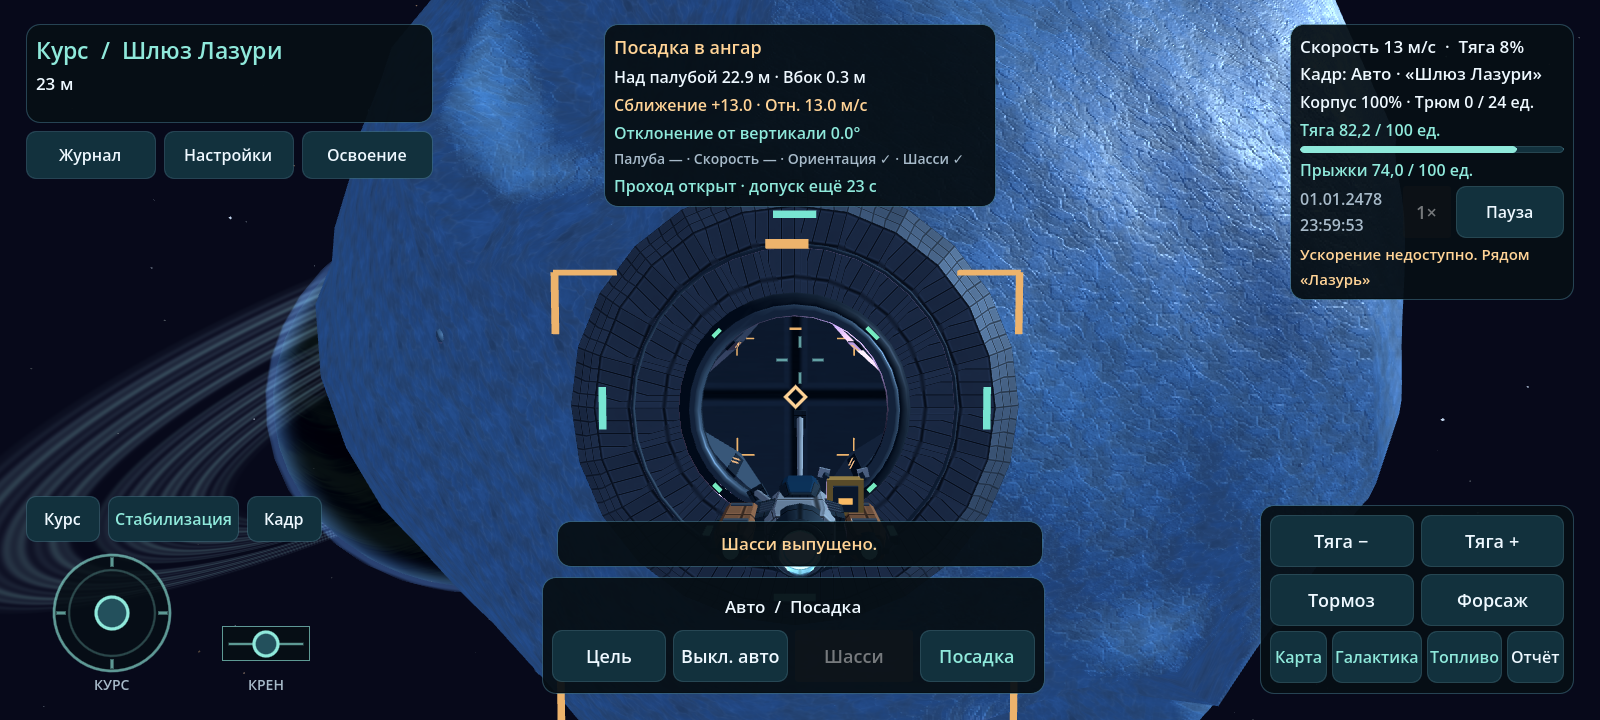 Курс / Шлюз Лазури
23 м
Журнал
Настройки
Освоение
Посадка в ангар
Над палубой 22.9 м · Вбок 0.3 м
Сближение +13.0 · Отн. 13.0 м/с
Отклонение от вертикали 0.0°
Палуба — · Скорость — · Ориентация ✓ · Шасси ✓
Проход открыт · допуск ещё 23 с
Скорость 13 м/с · Тяга 8%
Кадр: Авто · «Шлюз Лазури»
Корпус 100% · Трюм 0 / 24 ед.
Тяга 82,2 / 100 ед.
Прыжки 74,0 / 100 ед.
01.01.2478
23:59:53
1×
Пауза
Ускорение недоступно. Рядом
«Лазурь»
Курс
Стабилизация
Кадр
КУРС
КРЕН
Шасси выпущено.
Авто / Посадка
Цель
Выкл. авто
Шасси
Посадка
Тяга −
Тяга +
Тормоз
Форсаж
Карта
Галактика
Топливо
Отчёт